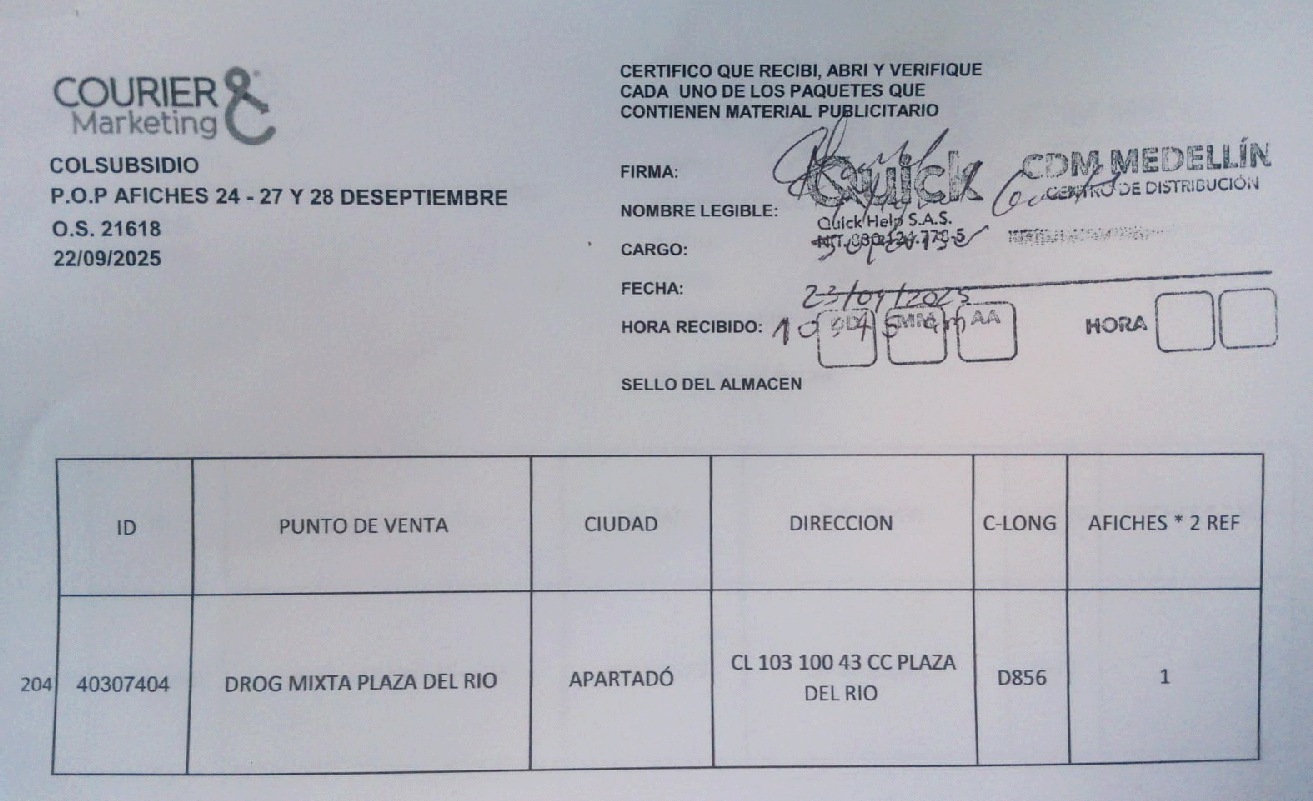 COURIER &
Marketing
COLSUBSIDIO
P.O.P AFICHES 24 - 27 Y 28 DESEPTIEMBRE
O.S. 21618
22/09/2025
CERTIFICO QUE RECIBI, ABRI Y VERIFIQUE
CADA UNO DE LOS PAQUETES QUE
CONTIENEN MATERIAL PUBLICITARIO
FIRMA:
NOMBRE LEGIBLE:
CARGO:
FECHA: 23/09/2025
HORA RECIBIDO: 10:45 am
SELLO DEL ALMACEN
Quick
Quick Help S.A.S.
CDM MEDELLÍN
CENTRO DE DISTRIBUCIÓN
DD MM AA HORA
ID PUNTO DE VENTA CIUDAD DIRECCION C-LONG AFICHES * 2 REF
204 40307404 DROG MIXTA PLAZA DEL RIO APARTADÓ CL 103 100 43 CC PLAZA DEL RIO D856 1